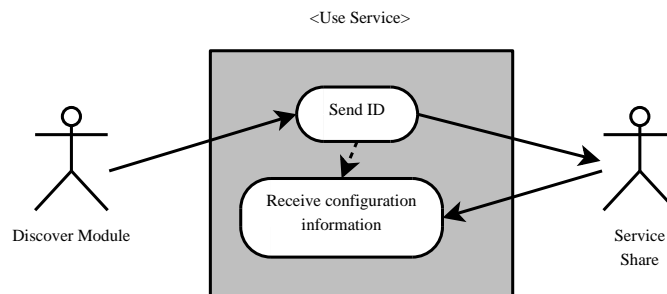 <Use Service>
Send ID
Receive configuration
information
Discover Module
Service
Share